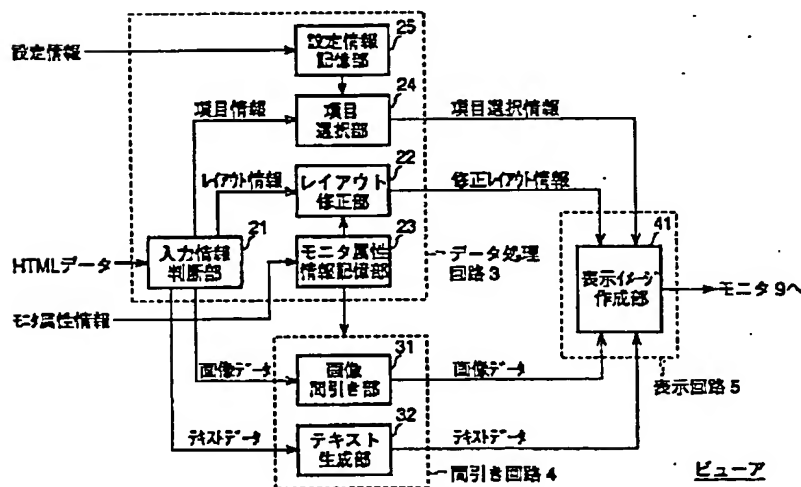 25
設定情報
設定情報
記憶部
24
項目情報
項目
選択部
項目選択情報
22
レイアウト情報
レイアウト
修正部
修正レイアウト情報
21
23
41
HTMLデータ
入力情報
判断部
モニタ属性
情報記憶部
データ処理
回路3
表示イメージ
作成部
モニタ9へ
モニタ属性情報
31
画像データ
画像
間引き部
画像データ
表示回路5
32
テキストデータ
テキスト
生成部
テキストデータ
間引き回路4
ビューア